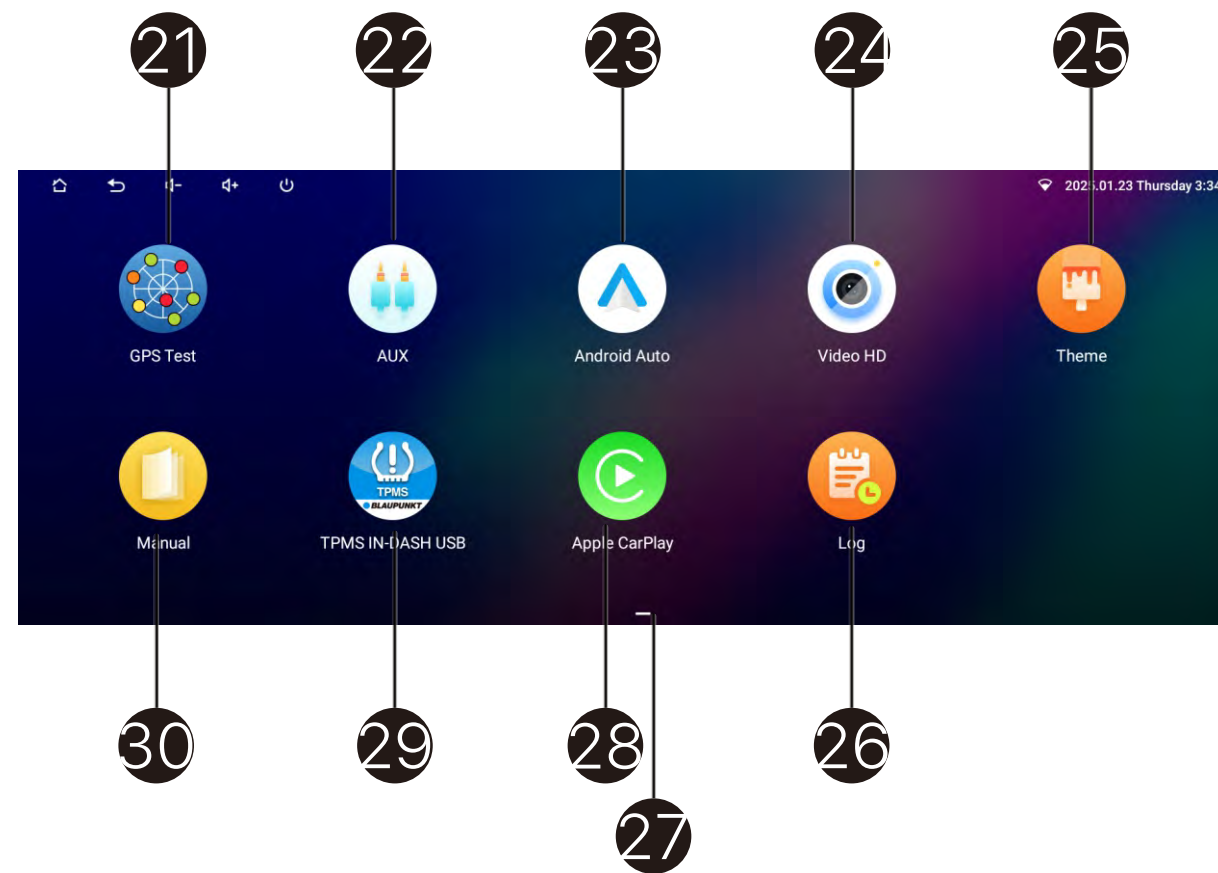 21 22 23 24 25
2025.01.23 Thursday 3:34
GPS Test AUX Android Auto Video HD Theme
TPMS
BLAUPUNKT
Manual TPMS IN-DASH USB Apple CarPlay Log
30 29 28 26
27